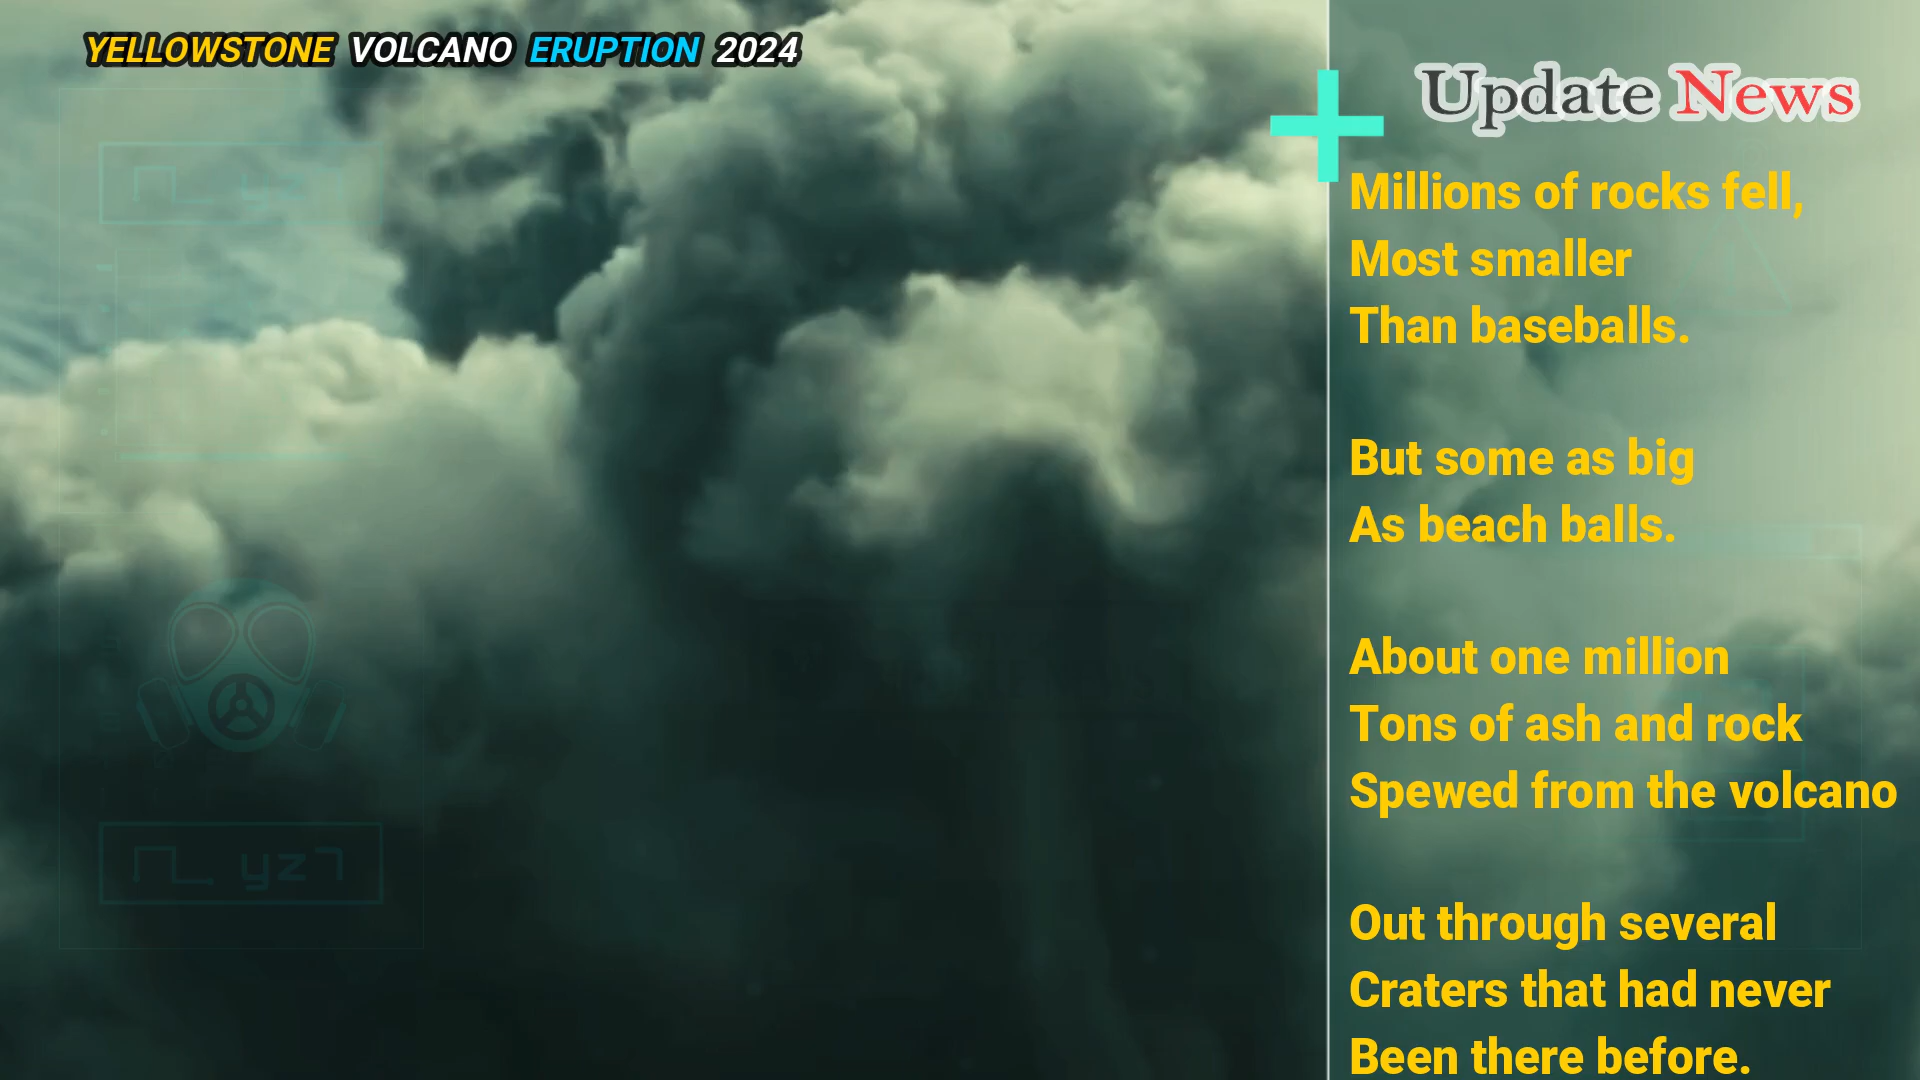 YELLOWSTONE VOLCANO ERUPTION 2024
Update News
Millions of rocks fell,
Most smaller
Than baseballs.
But some as big
As beach balls.
About one million
Tons of ash and rock
Spewed from the volcano
Out through several
Craters that had never
Been there before.